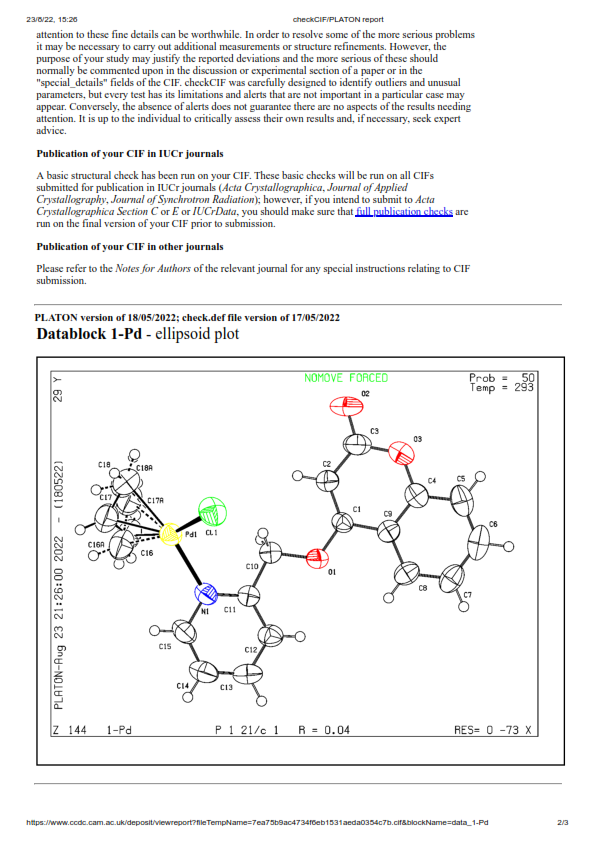 23/8/22, 15:26 checkCIF/PLATON report
attention to these fine details can be worthwhile. In order to resolve some of the more serious problems
it may be necessary to carry out additional measurements or structure refinements. However, the
purpose of your study may justify the reported deviations and the more serious of these should
normally be commented upon in the discussion or experimental section of a paper or in the
"special_details" fields of the CIF. checkCIF was carefully designed to identify outliers and unusual
parameters, but every test has its limitations and alerts that are not important in a particular case may
appear. Conversely, the absence of alerts does not guarantee there are no aspects of the results needing
attention. It is up to the individual to critically assess their own results and, if necessary, seek expert
advice.
Publication of your CIF in IUCr journals
A basic structural check has been run on your CIF. These basic checks will be run on all CIFs
submitted for publication in IUCr journals (Acta Crystallographica, Journal of Applied
Crystallography, Journal of Synchrotron Radiation); however, if you intend to submit to Acta
Crystallographica Section C or E or IUCrData, you should make sure that full publication checks are
run on the final version of your CIF prior to submission.
Publication of your CIF in other journals
Please refer to the Notes for Authors of the relevant journal for any special instructions relating to CIF
submission.
PLATON version of 18/05/2022; check.def file version of 17/05/2022
Datablock 1-Pd - ellipsoid plot
NOMOVE FORCED
Prob = 50
Temp = 293
29 Y
PLATON-Aug 23 21:26:00 2022 - (180522)
O2
C3
O3
C2
C4
C5
C18
C18A
C17
C17A
C1
C9
C6
Pd1
CL1
C16A
C16
C10
O1
C8
C7
N1
C11
C15
C12
C14
C13
Z 144 1-Pd P 1 21/c 1 R = 0.04 RES= 0 -73 X
https://www.ccdc.cam.ac.uk/deposit/viewreport?fileTempName=7ea75b9ac4734f6eb1531aeda0354c7b.cif&blockName=data_1-Pd 2/3